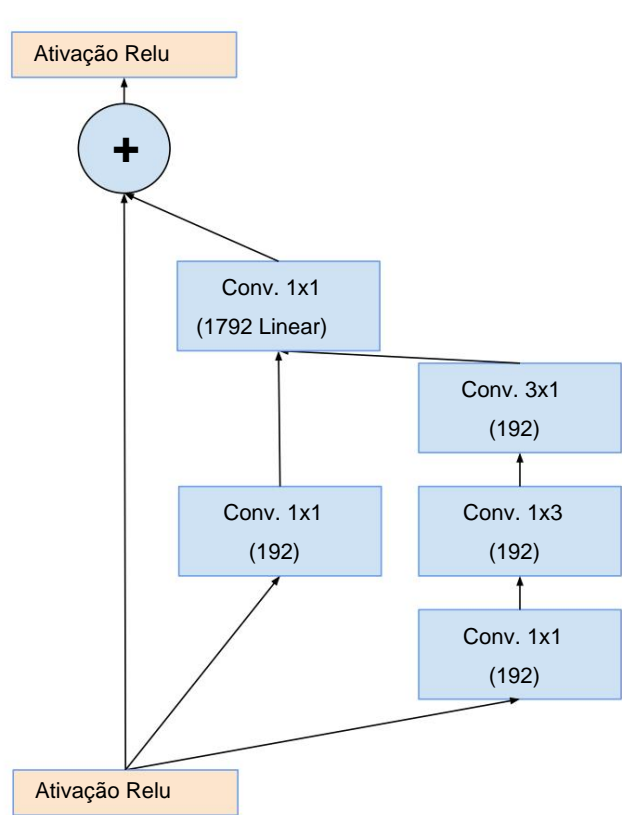 Ativação Relu
+
Conv. 1x1
(1792 Linear)
Conv. 3x1
(192)
Conv. 1x1
(192)
Conv. 1x3
(192)
Conv. 1x1
(192)
Ativação Relu